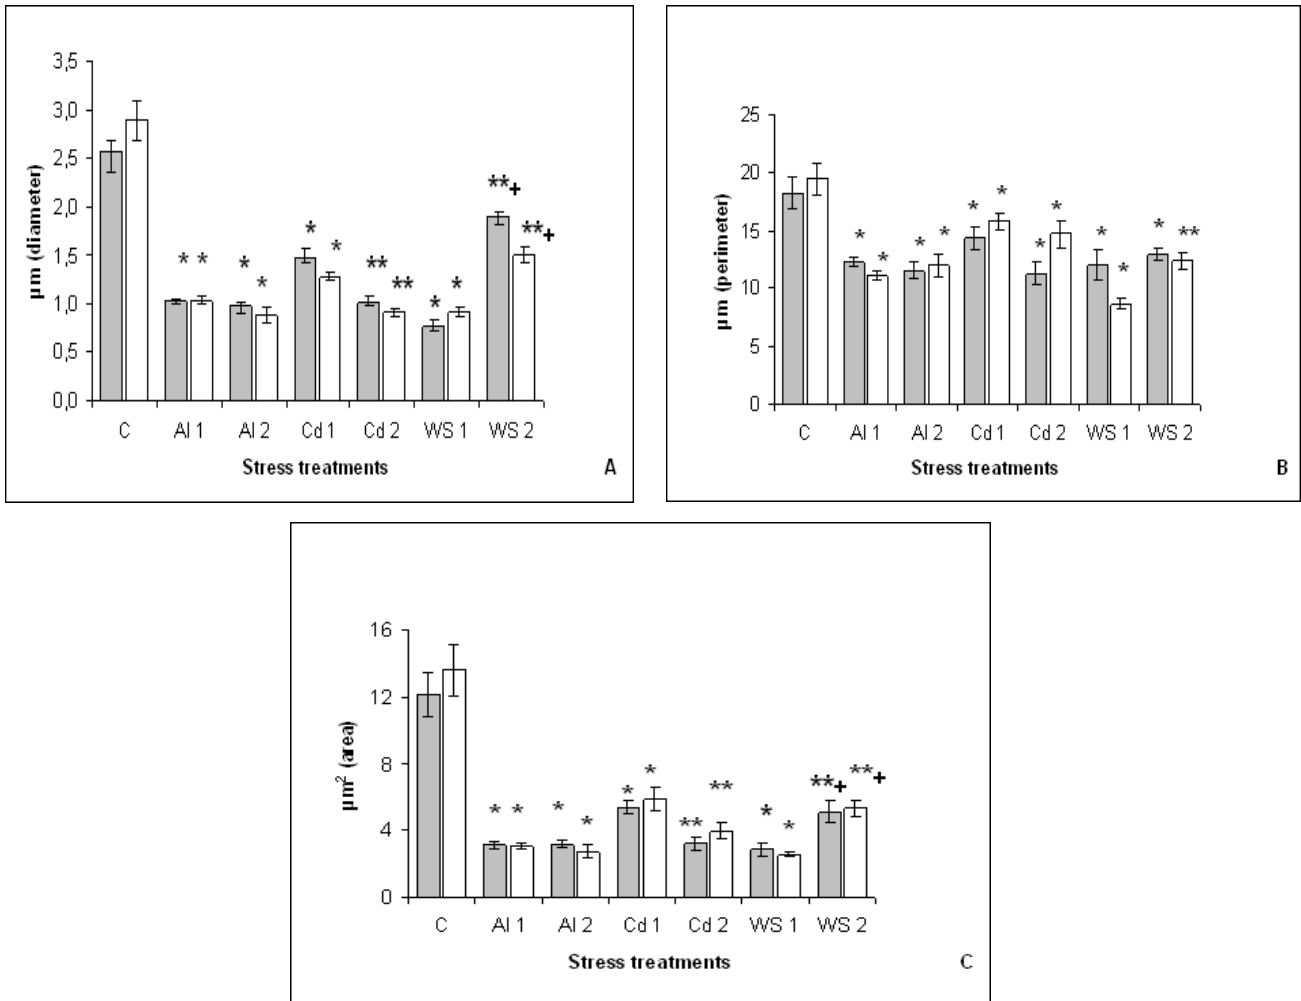 3,5
3,0
2,5
2,0
1,5
1,0
0,5
0,0
µm (diameter)
* * * * * * ** ** * * **+ **+
C Al 1 Al 2 Cd 1 Cd 2 WS 1 WS 2
Stress treatments
A
25
20
15
10
5
0
µm (perimeter)
* * * * * * * * * * * **
C Al 1 Al 2 Cd 1 Cd 2 WS 1 WS 2
Stress treatments
B
16
12
8
4
0
µm² (area)
* * * * * * ** ** * * **+ **+
C Al 1 Al 2 Cd 1 Cd 2 WS 1 WS 2
Stress treatments
C